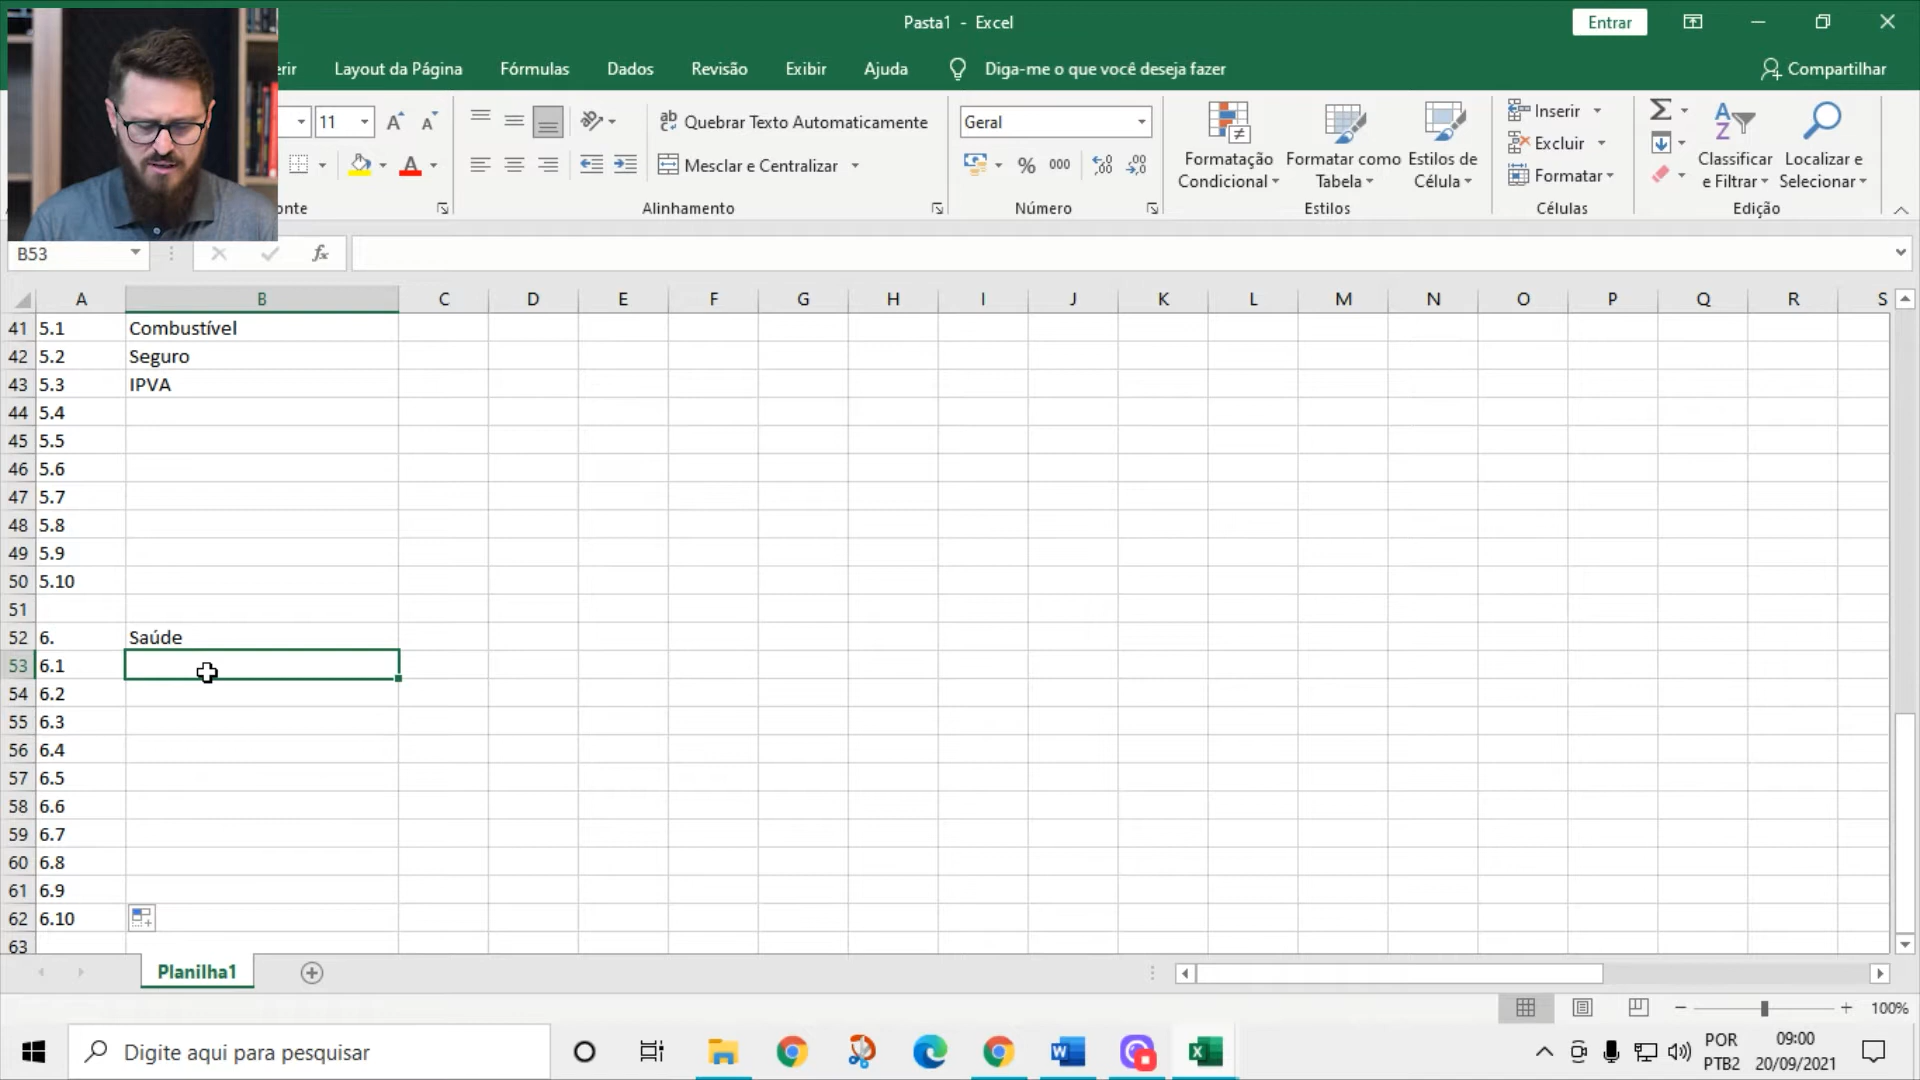 Pasta1 - Excel
Entrar
erir
Layout da Página
Fórmulas
Dados
Revisão
Exibir
Ajuda
Diga-me o que você deseja fazer
Compartilhar
11
A A
ab Quebrar Texto Automaticamente
Geral
Mesclar e Centralizar
% 000
Formatação Condicional
Formatar como Tabela
Estilos de Célula
Inserir
Excluir
Formatar
Classificar e Filtrar
Localizar e Selecionar
onte
Alinhamento
Número
Estilos
Células
Edição
B53
fx
A B C D E F G H I J K L M N O P Q R S
41 5.1 Combustível
42 5.2 Seguro
43 5.3 IPVA
44 5.4
45 5.5
46 5.6
47 5.7
48 5.8
49 5.9
50 5.10
51
52 6. Saúde
53 6.1
54 6.2
55 6.3
56 6.4
57 6.5
58 6.6
59 6.7
60 6.8
61 6.9
62 6.10
63
Planilha1
100%
Digite aqui para pesquisar
POR
PTB2
09:00
20/09/2021